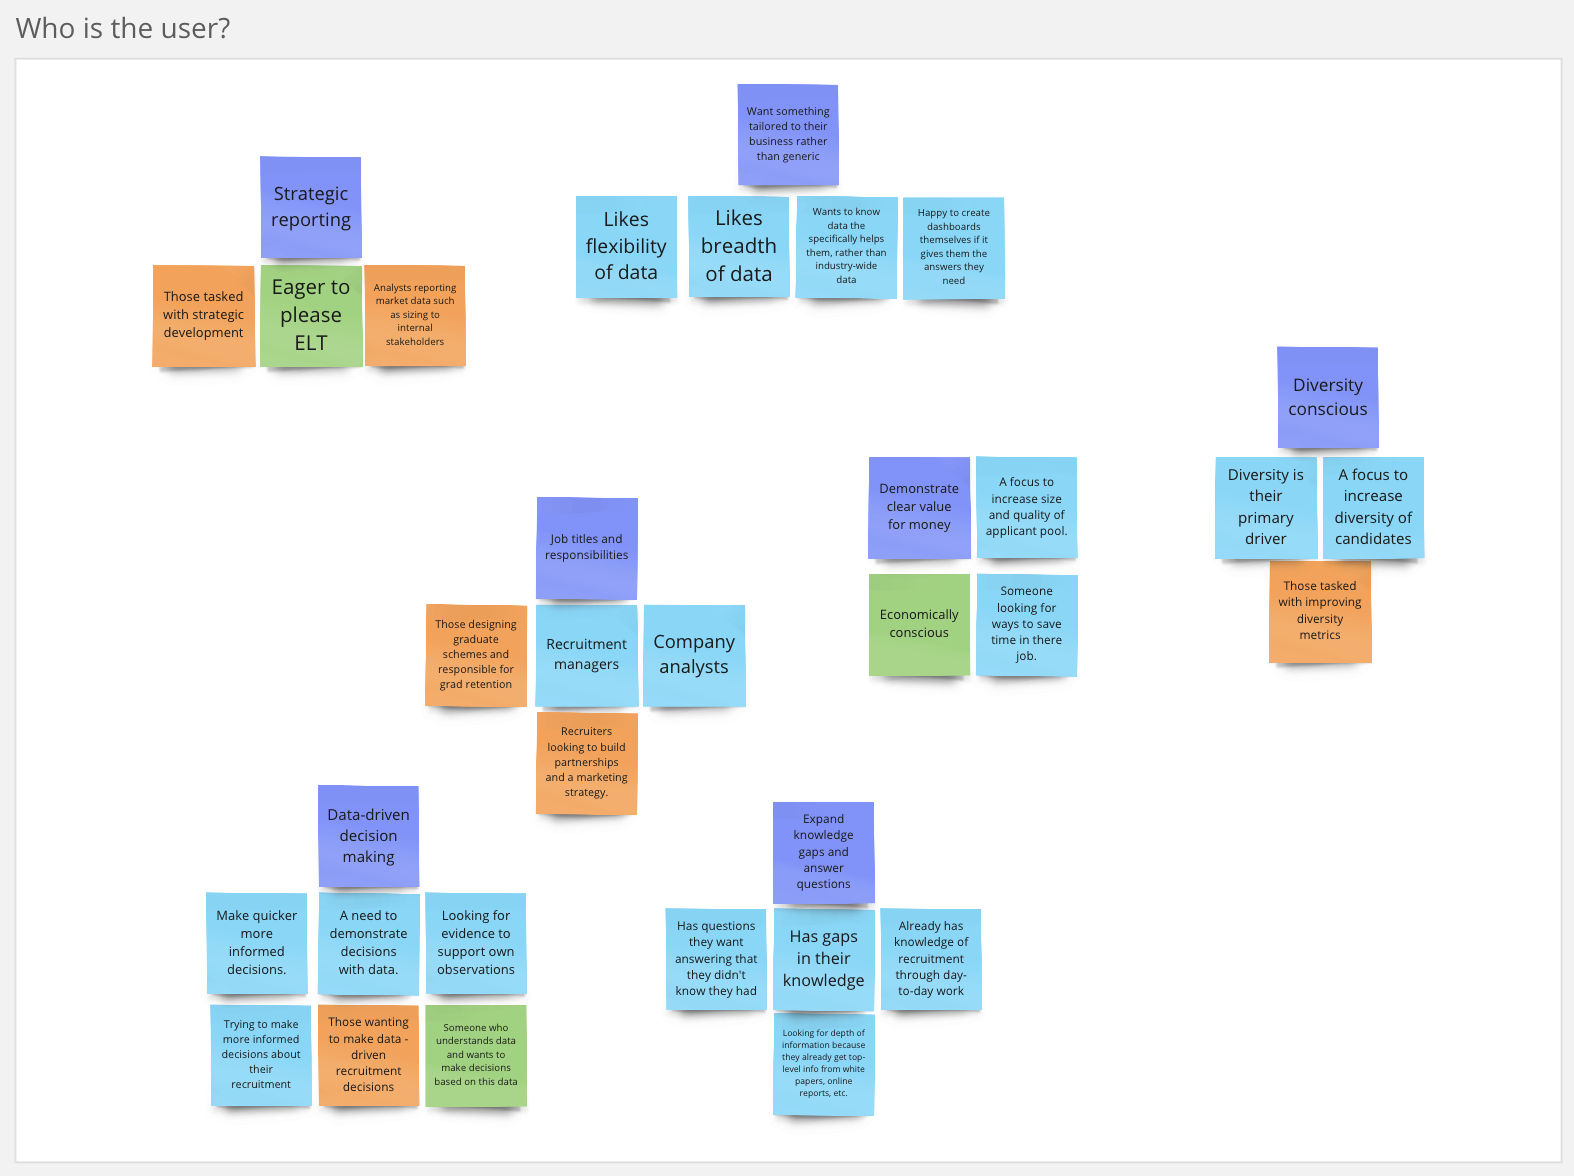 Who is the user?
Want something
tailored to their
business rather
than generic
Likes
flexibility
of data
Likes
breadth
of data
Wants to know
data the
specifically helps
them, rather than
industry-wide
data
Happy to create
dashboards
themselves if it
gives them the
answers they
need
Strategic
reporting
Those tasked
with strategic
development
Eager to
please
ELT
Analysts reporting
market data such
as sizing to
internal
stakeholders
Diversity
conscious
Diversity is
their
primary
driver
A focus to
increase
diversity of
candidates
Those tasked
with improving
diversity
metrics
Demonstrate
clear value
for money
A focus to
increase size
and quality of
applicant pool.
Economically
conscious
Someone
looking for
ways to save
time in there
job.
Job titles and
responsibilities
Those designing
graduate
schemes and
responsible for
grad retention
Recruitment
managers
Company
analysts
Recruiters
looking to build
partnerships
and a marketing
strategy.
Data-driven
decision
making
Make quicker
more
informed
decisions.
A need to
demonstrate
decisions
with data.
Looking for
evidence to
support own
observations
Trying to make
more informed
decisions about
their
recruitment
Those wanting
to make data -
driven
recruitment
decisions
Someone who
understands data
and wants to
make decisions
based on this data
Expand
knowledge
gaps and
answer
questions
Has questions
they want
answering that
they didn't
know they had
Has gaps
in their
knowledge
Already has
knowledge of
recruitment
through day-
to-day work
Looking for depth of
information because
they already get top-
level info from white
papers, online
reports, etc.